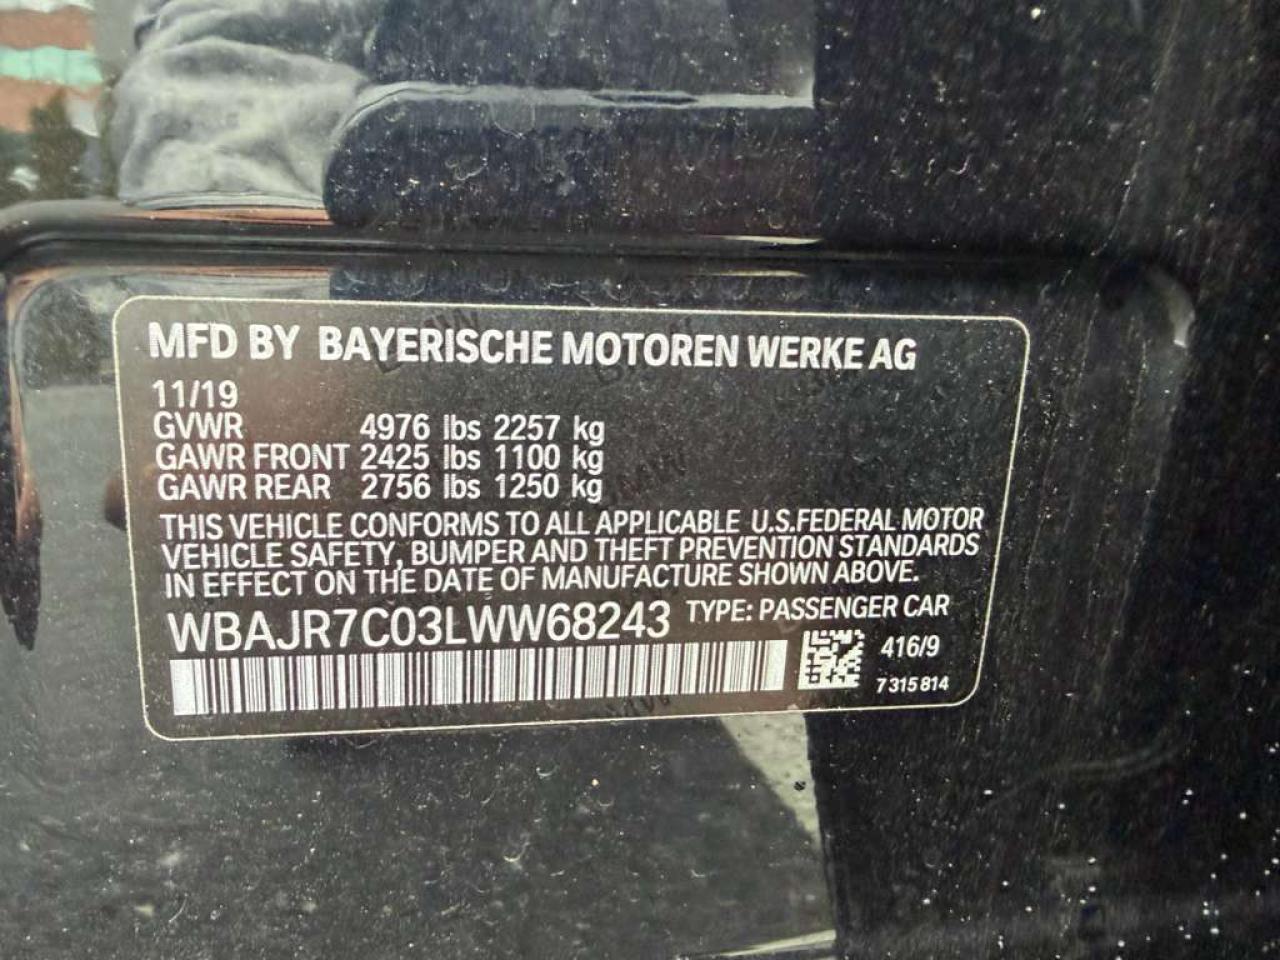 MFD BY BAYERISCHE MOTOREN WERKE AG
11/19
GVWR 4976 lbs 2257 kg
GAWR FRONT 2425 lbs 1100 kg
GAWR REAR 2756 lbs 1250 kg
THIS VEHICLE CONFORMS TO ALL APPLICABLE U.S.FEDERAL MOTOR
VEHICLE SAFETY, BUMPER AND THEFT PREVENTION STANDARDS
IN EFFECT ON THE DATE OF MANUFACTURE SHOWN ABOVE.
WBAJR7C03LWW68243 TYPE: PASSENGER CAR
416/9
7 315 814